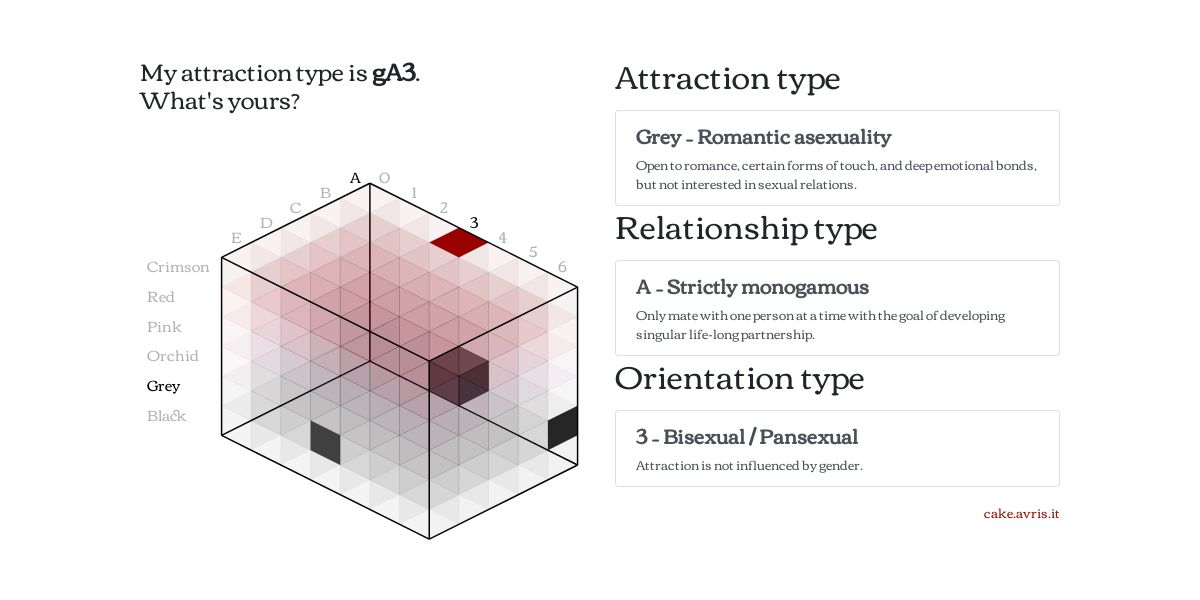 My attraction type is gA3.
What's yours?
A
O
B
1
C
2
D
3
E
4
5
6
Crimson
Red
Pink
Orchid
Grey
Black
Attraction type
Grey – Romantic asexuality
Open to romance, certain forms of touch, and deep emotional bonds,
but not interested in sexual relations.
Relationship type
A – Strictly monogamous
Only mate with one person at a time with the goal of developing
singular life-long partnership.
Orientation type
3 – Bisexual / Pansexual
Attraction is not influenced by gender.
cake.avris.it